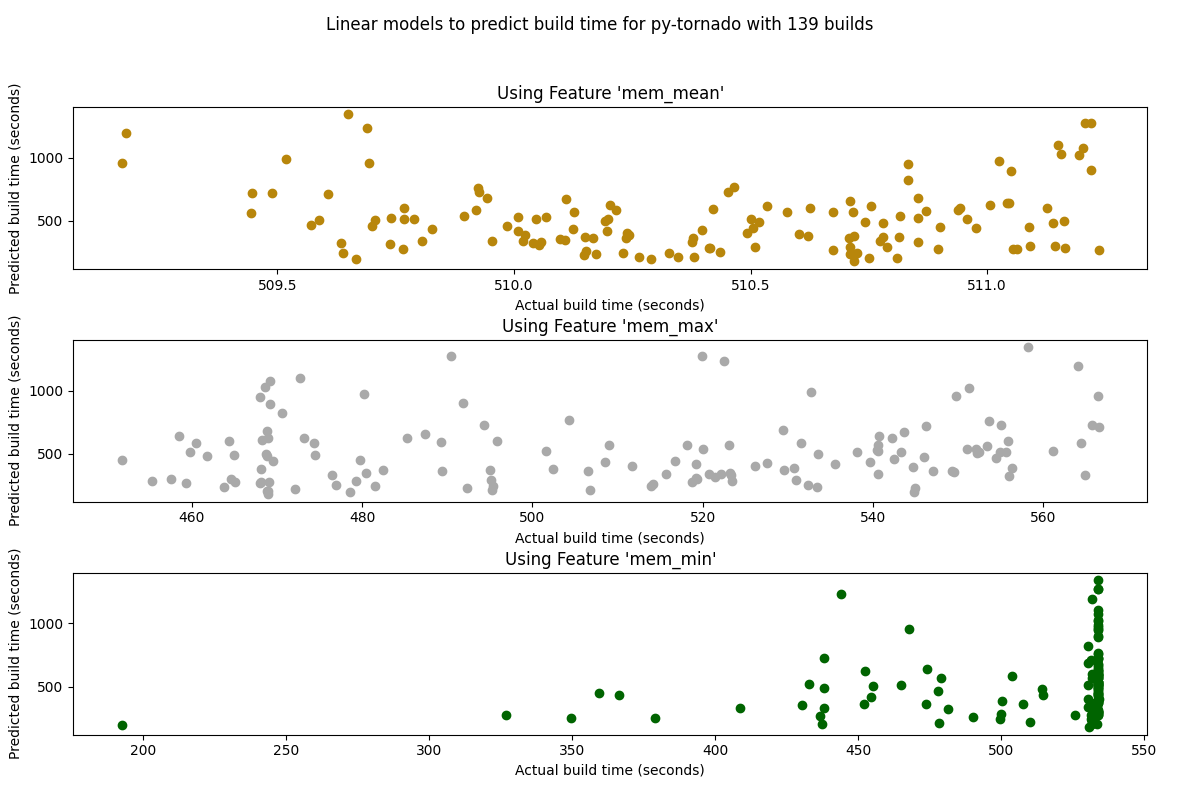 Linear models to predict build time for py-tornado with 139 builds
Using Feature 'mem_mean'
Predicted build time (seconds)
1000
500
509.5 510.0 510.5 511.0
Actual build time (seconds)
Using Feature 'mem_max'
Predicted build time (seconds)
1000
500
460 480 500 520 540 560
Actual build time (seconds)
Using Feature 'mem_min'
Predicted build time (seconds)
1000
500
200 250 300 350 400 450 500 550
Actual build time (seconds)